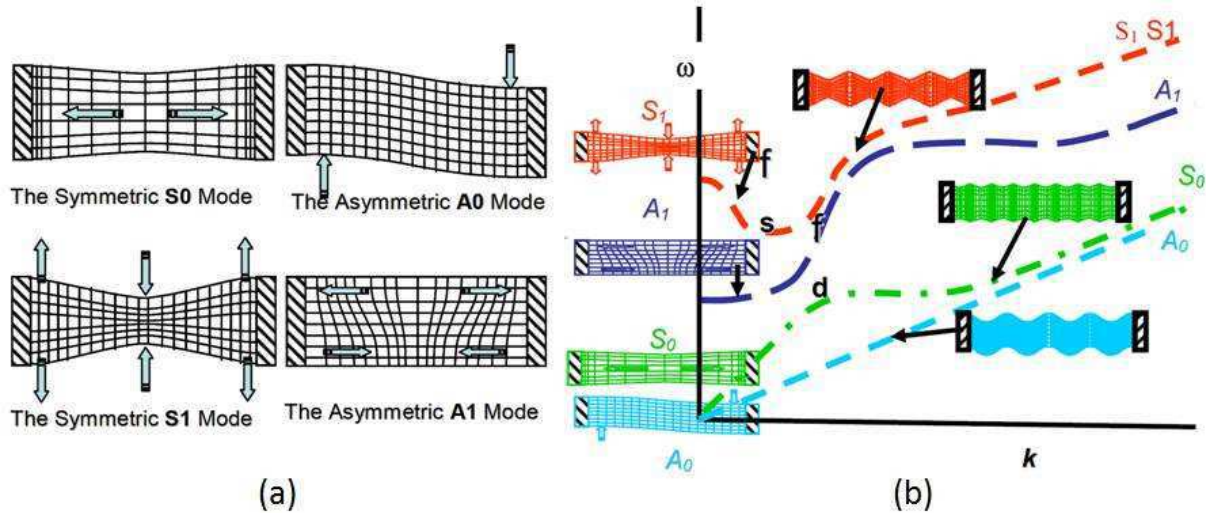 The Symmetric S0 Mode
The Asymmetric A0 Mode
The Symmetric S1 Mode
The Asymmetric A1 Mode
(a)
ω
S₁ S1
A₁
S₁
f
s
A₁
f
S₀
A₀
d
S₀
A₀
k
(b)